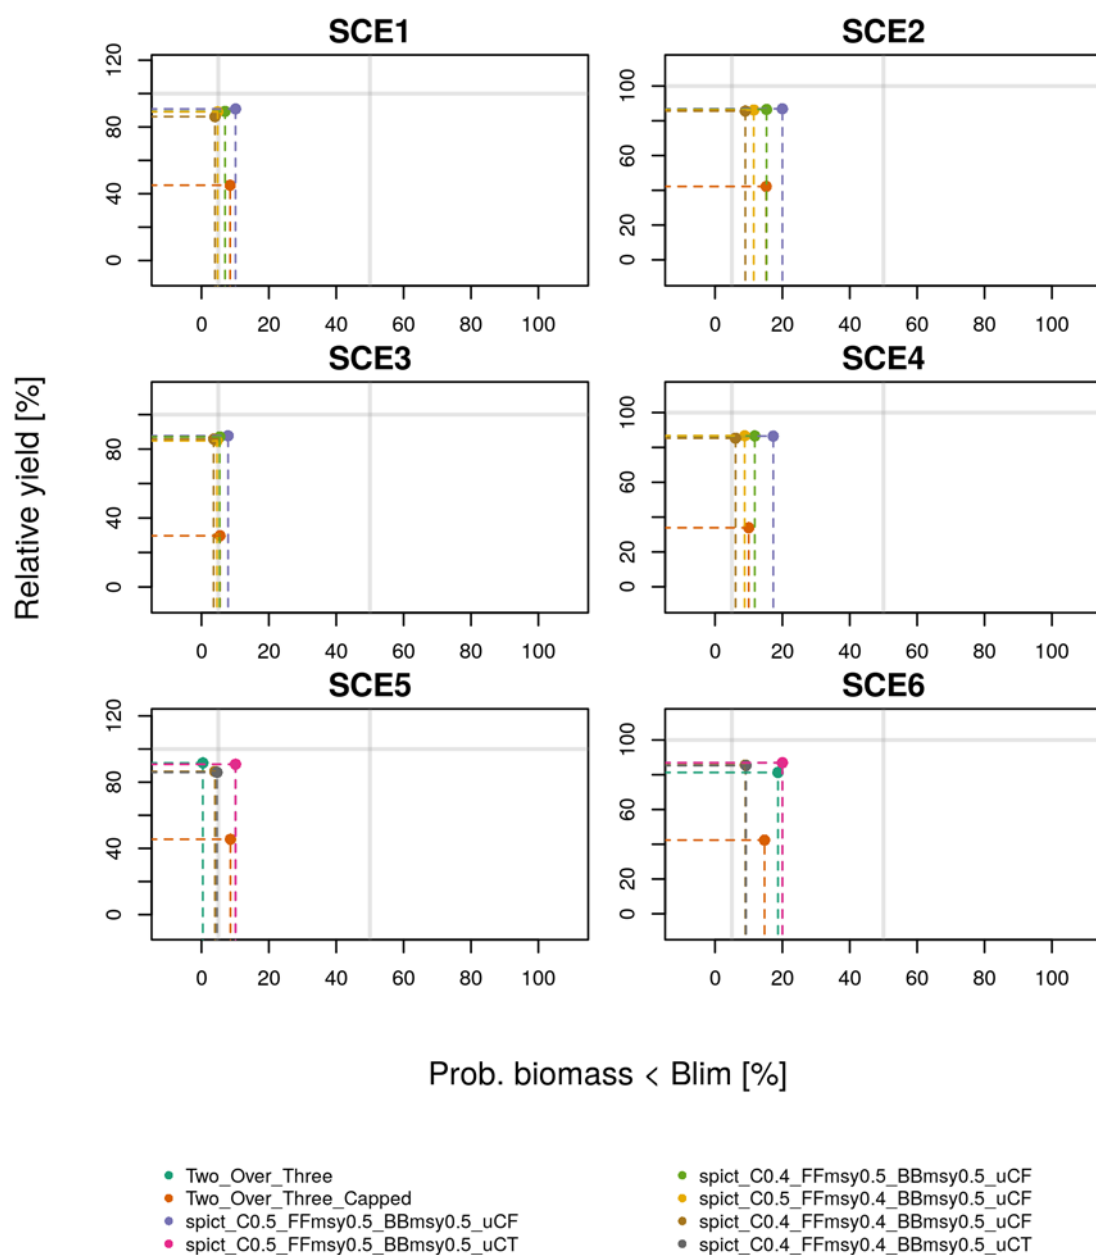 SCE1
SCE2
0 40 80 120
0 20 60 100
0 20 40 60 80 100
0 20 40 60 80 100
SCE3
SCE4
0 40 80
0 20 60 100
0 20 40 60 80 100
0 20 40 60 80 100
SCE5
SCE6
0 40 80 120
0 20 60 100
0 20 40 60 80 100
0 20 40 60 80 100
Relative yield [%]
Prob. biomass < Blim [%]
Two_Over_Three
Two_Over_Three_Capped
spict_C0.5_FFmsy0.5_BBmsy0.5_uCF
spict_C0.5_FFmsy0.5_BBmsy0.5_uCT
spict_C0.4_FFmsy0.5_BBmsy0.5_uCF
spict_C0.5_FFmsy0.4_BBmsy0.5_uCF
spict_C0.4_FFmsy0.4_BBmsy0.5_uCF
spict_C0.4_FFmsy0.4_BBmsy0.5_uCT